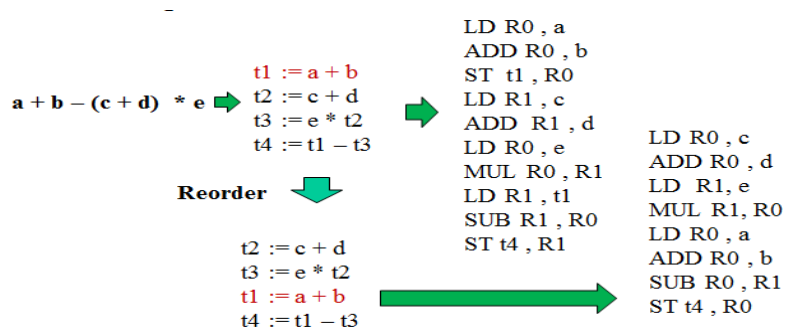 a + b – (c + d)  * e
t1 := a + b
t2 := c + d
t3 := e * t2
t4 := t1 – t3
LD R0 , a
ADD R0 , b
ST  t1 , R0
LD R1 , c
ADD  R1 , d
LD R0 , e
MUL R0 , R1
LD R1 , t1
SUB R1 , R0
ST t4 , R1
Reorder
t2 := c + d
t3 := e * t2
t1 := a + b
t4 := t1 – t3
LD R0 , c
ADD R0 , d
LD  R1, e
MUL R1, R0
LD R0 , a
ADD R0 , b
SUB R0 , R1
ST t4 , R0